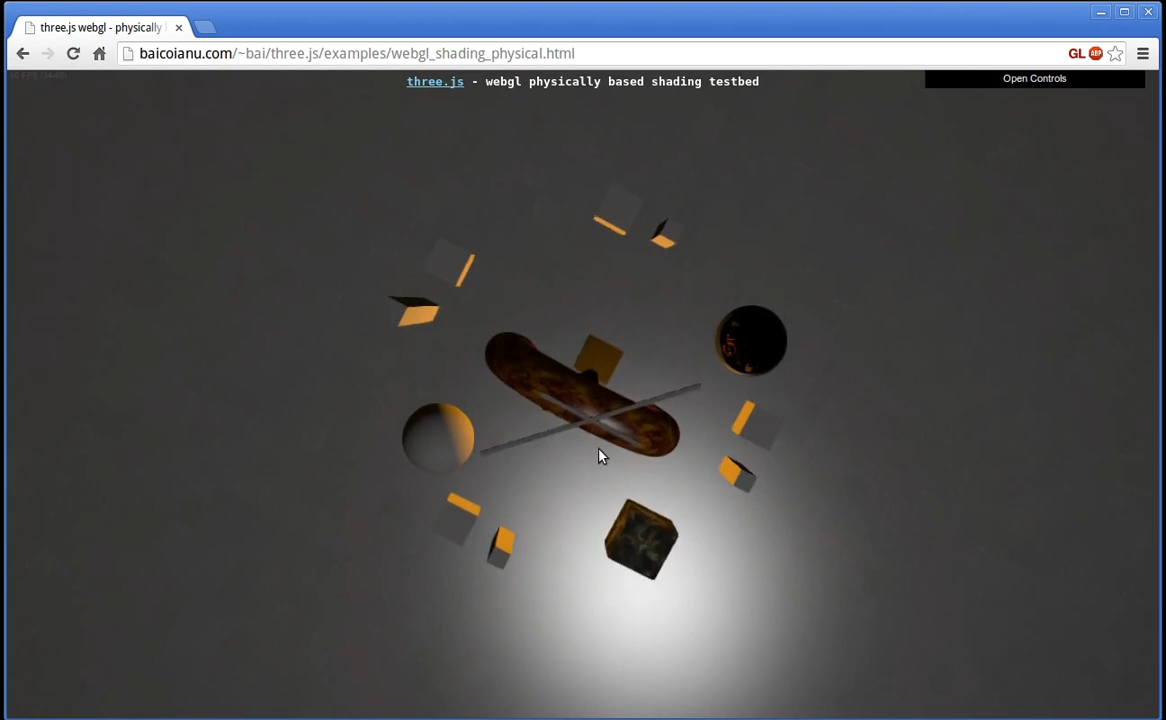 three.js webgl - physically
baicoianu.com/~bai/three.js/examples/webgl_shading_physical.html
GL ABP
three.js - webgl physically based shading testbed
Open Controls